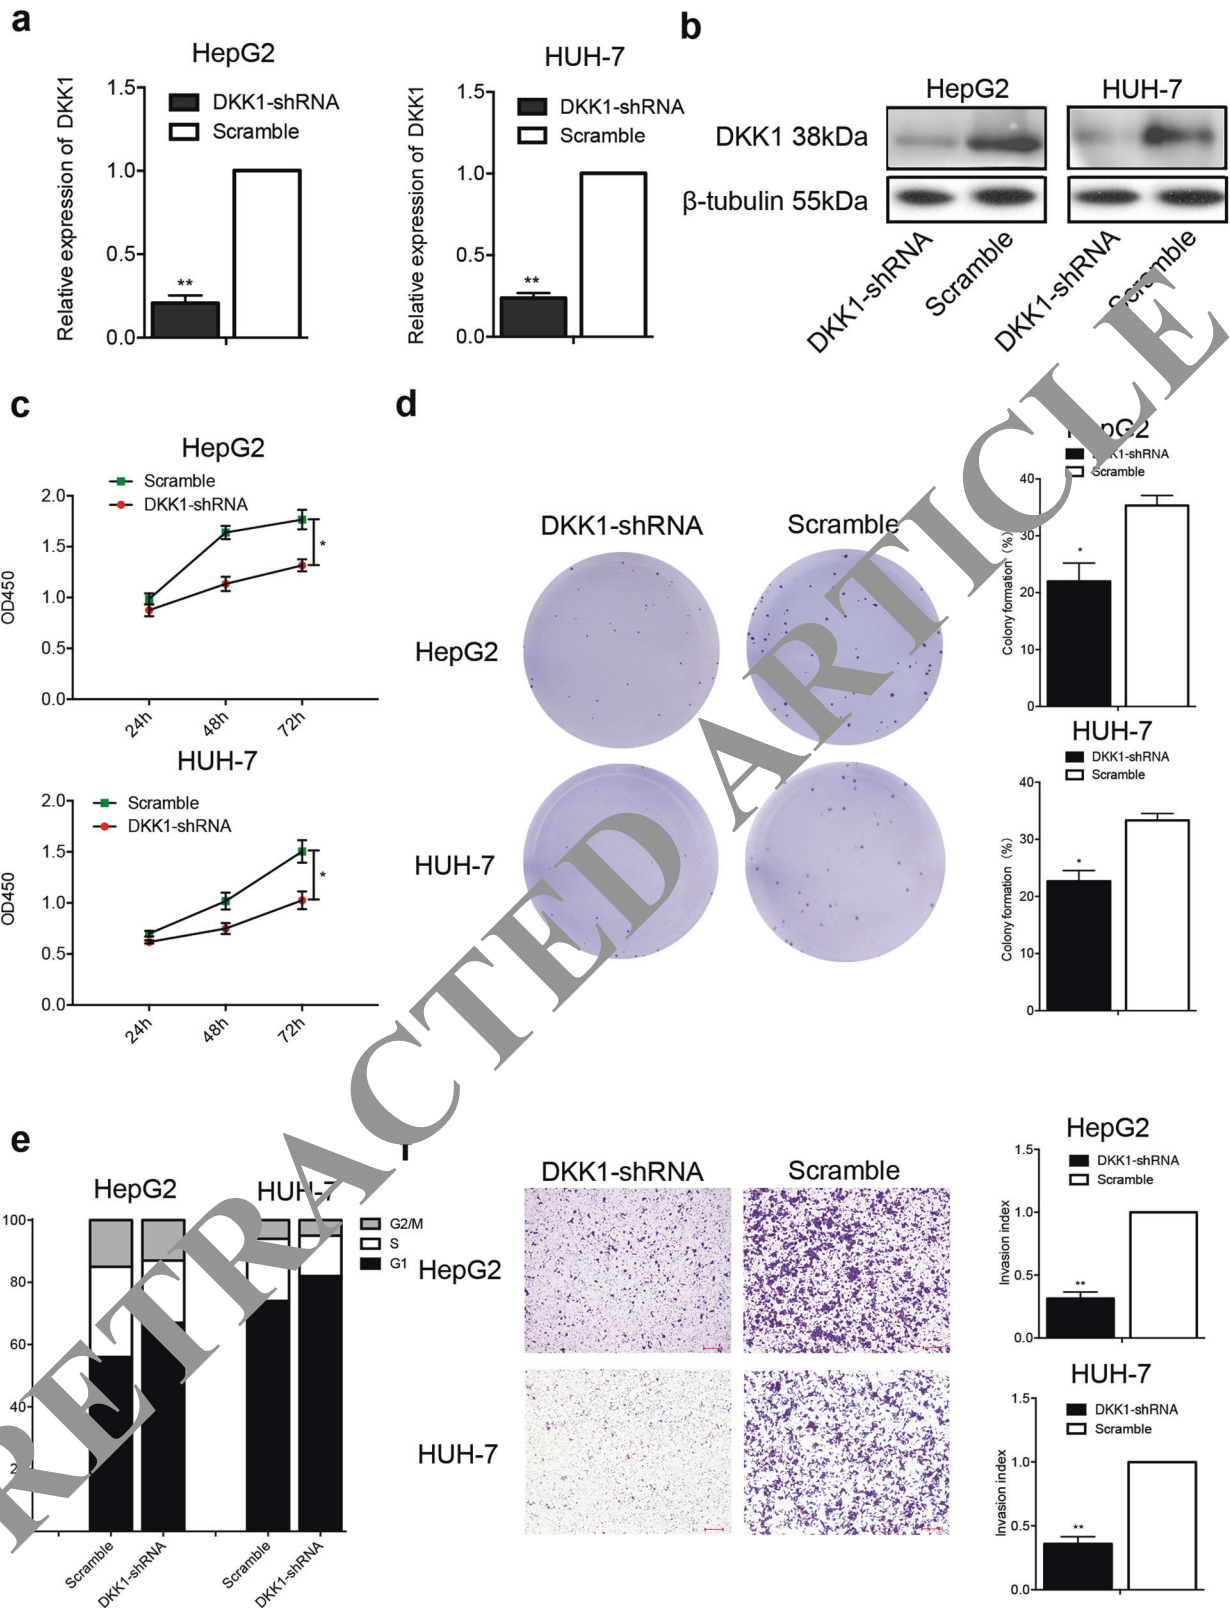 a
HepG2
Relative expression of DKK1
1.5
1.0
0.5
0.0
DKK1-shRNA
Scramble
**
HUH-7
Relative expression of DKK1
1.5
1.0
0.5
0.0
DKK1-shRNA
Scramble
**
b
HepG2
HUH-7
DKK1 38kDa
β-tubulin 55kDa
DKK1-shRNA
Scramble
DKK1-shRNA
Scramble
c
HepG2
Scramble
DKK1-shRNA
OD450
2.0
1.5
1.0
0.5
0.0
*
24h
48h
72h
HUH-7
Scramble
DKK1-shRNA
OD450
2.0
1.5
1.0
0.5
0.0
*
24h
48h
72h
d
DKK1-shRNA
Scramble
HepG2
HUH-7
HepG2
DKK1-shRNA
Scramble
Colony formation (%)
40
30
20
10
0
*
HUH-7
DKK1-shRNA
Scramble
Colony formation (%)
40
30
20
10
0
*
e
HepG2
HUH-7
100
80
60
40
G2/M
S
G1
Scramble
DKK1-shRNA
Scramble
DKK1-shRNA
DKK1-shRNA
Scramble
HepG2
HUH-7
HepG2
DKK1-shRNA
Scramble
Invasion index
1.5
1.0
0.5
0.0
**
HUH-7
DKK1-shRNA
Scramble
Invasion index
1.5
1.0
0.5
0.0
**
RETRACTED ARTICLE